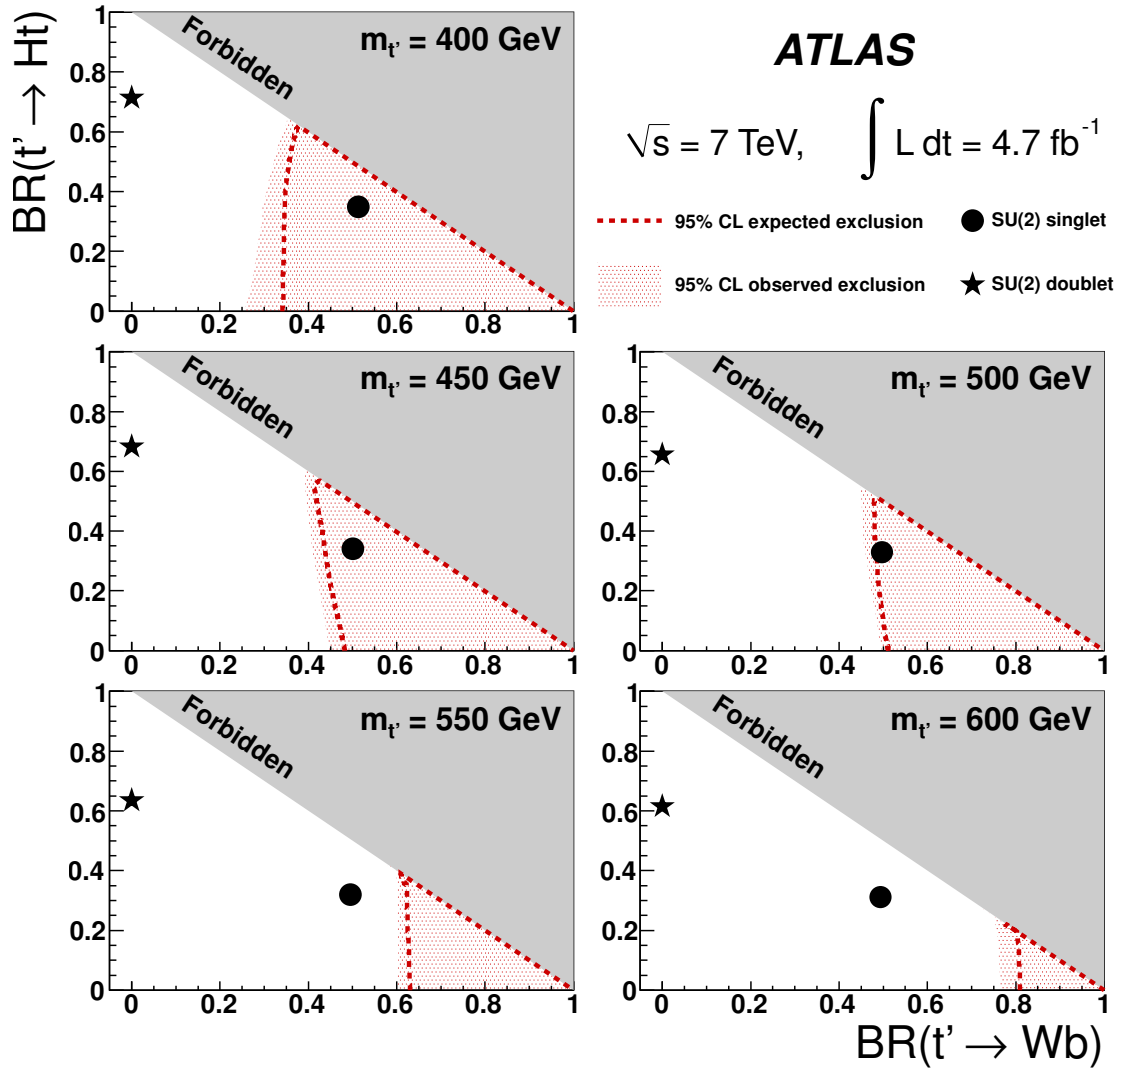 BR(t' → Ht)
ATLAS
√s = 7 TeV, ∫ L dt = 4.7 fb⁻¹
95% CL expected exclusion
SU(2) singlet
95% CL observed exclusion
SU(2) doublet
m_t' = 400 GeV
Forbidden
1
0.8
0.6
0.4
0.2
0
0 0.2 0.4 0.6 0.8 1
m_t' = 450 GeV
Forbidden
1
0.8
0.6
0.4
0.2
0
0 0.2 0.4 0.6 0.8 1
m_t' = 500 GeV
Forbidden
1
0.8
0.6
0.4
0.2
0
0 0.2 0.4 0.6 0.8 1
m_t' = 550 GeV
Forbidden
1
0.8
0.6
0.4
0.2
0
0 0.2 0.4 0.6 0.8 1
m_t' = 600 GeV
Forbidden
1
0.8
0.6
0.4
0.2
0
0 0.2 0.4 0.6 0.8 1
BR(t' → Wb)